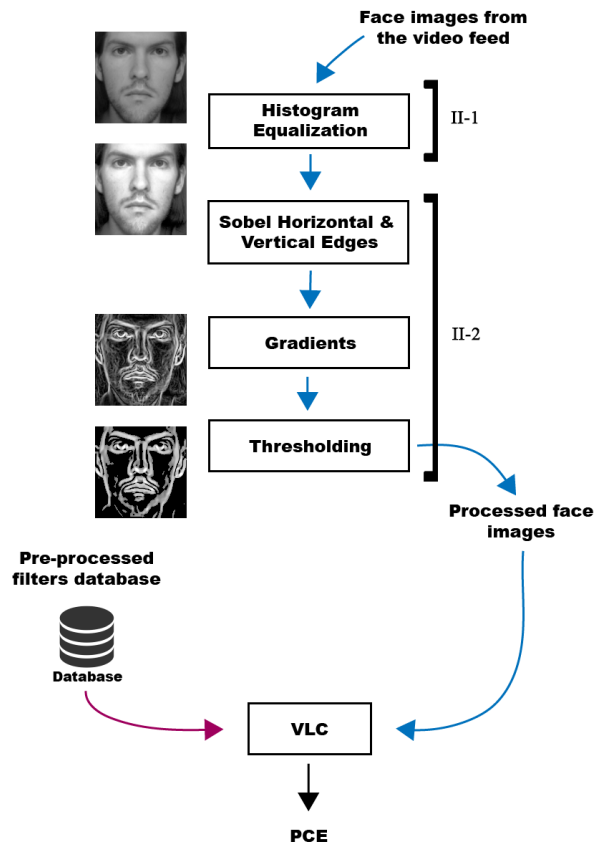 Face images from
the video feed
Histogram
Equalization
II-1
Sobel Horizontal &
Vertical Edges
Gradients
II-2
Thresholding
Processed face
images
Pre-processed
filters database
Database
VLC
PCE